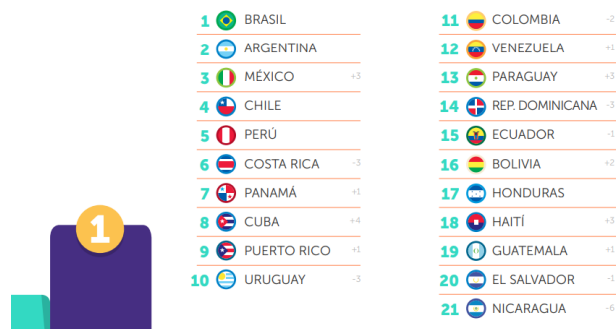 1 BRASIL
2 ARGENTINA
3 MÉXICO +3
4 CHILE
5 PERÚ
6 COSTA RICA -3
7 PANAMÁ +1
8 CUBA +4
9 PUERTO RICO +1
10 URUGUAY -3
11 COLOMBIA -2
12 VENEZUELA +1
13 PARAGUAY +3
14 REP. DOMINICANA -3
15 ECUADOR -1
16 BOLIVIA +2
17 HONDURAS
18 HAITÍ +3
19 GUATEMALA +1
20 EL SALVADOR -1
21 NICARAGUA -6
1